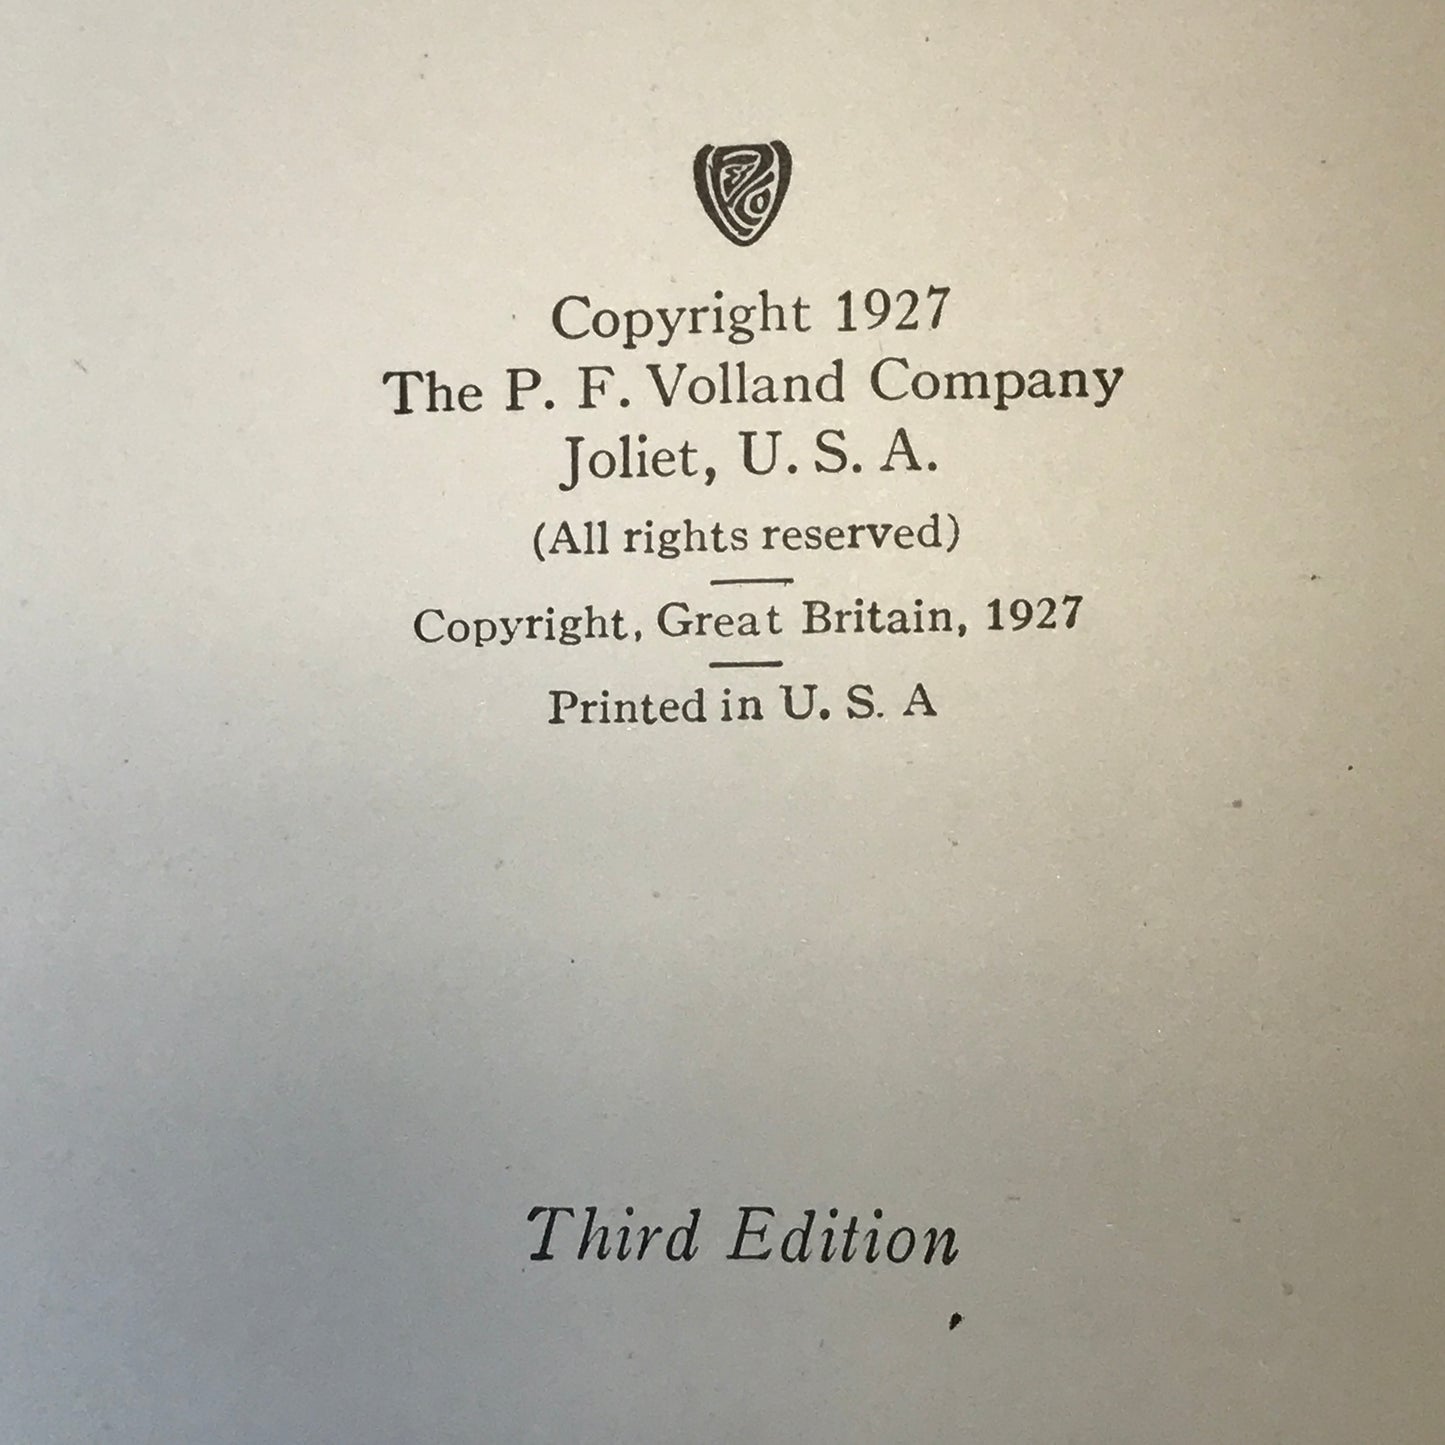 Copyright 1927
The P. F. Volland Company
Joliet, U. S. A.
(All rights reserved)
Copyright, Great Britain, 1927
Printed in U. S. A
Third Edition